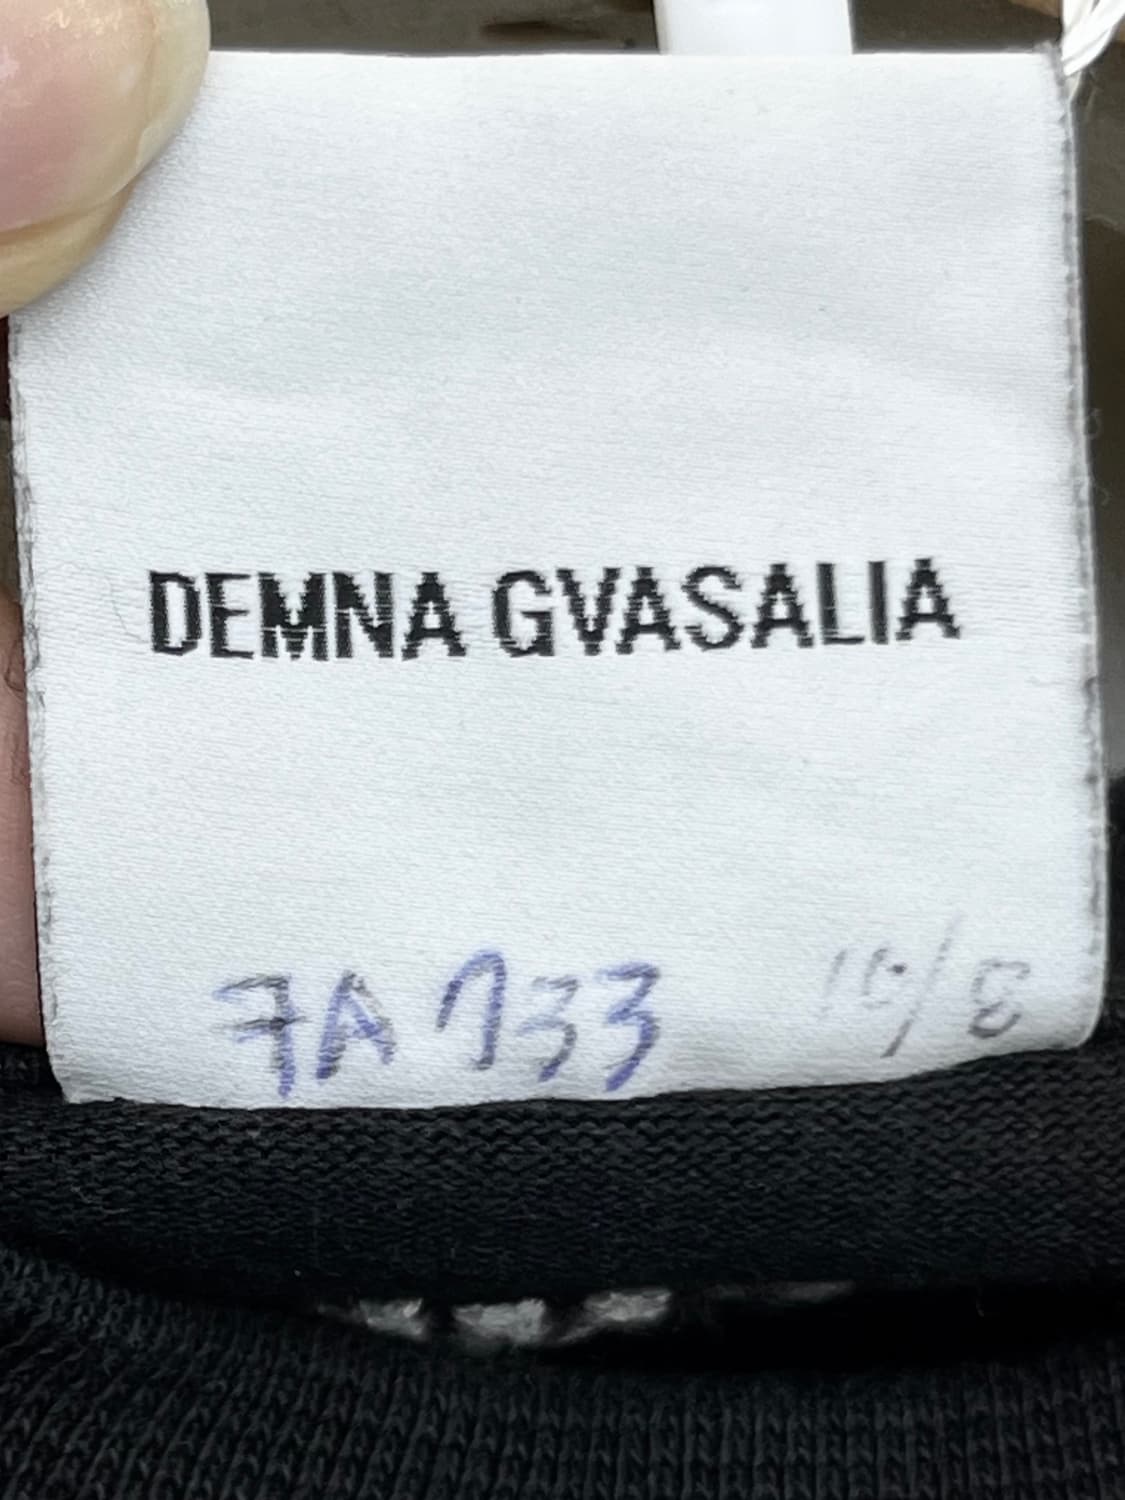 DEMNA GVASALIA
7A 133 10/8